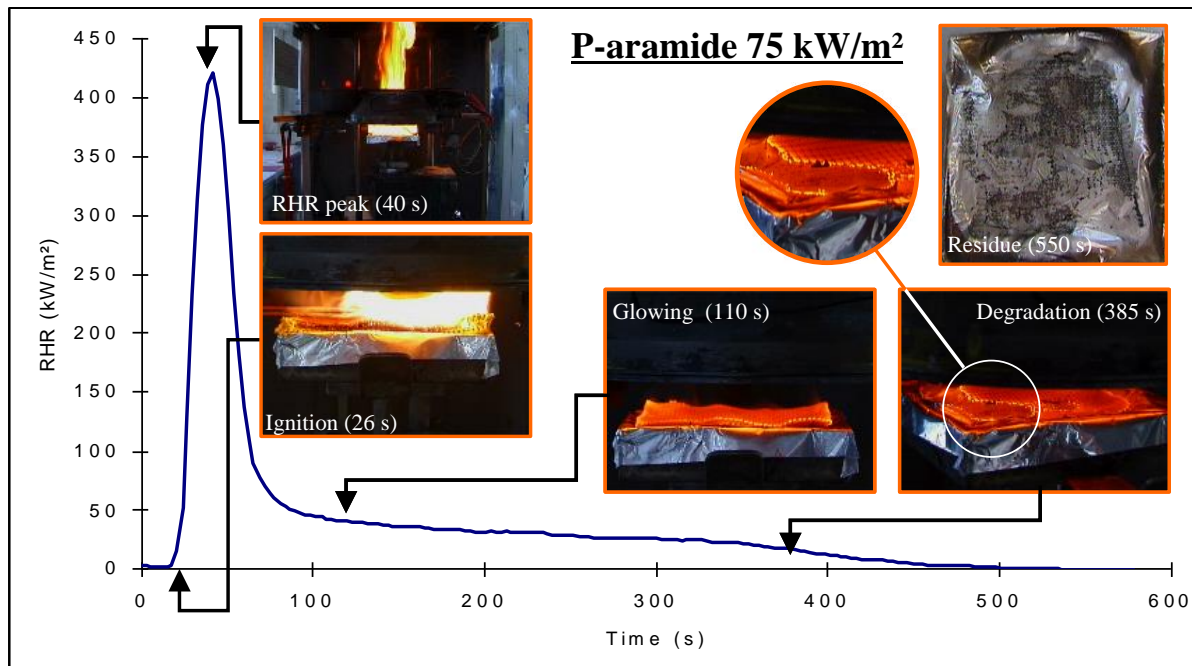 P-aramide 75 kW/m²
RHR (kW/m²)
450
400
350
300
250
200
150
100
50
0
RHR peak (40 s)
Ignition (26 s)
Glowing (110 s)
Degradation (385 s)
Residue (550 s)
0 100 200 300 400 500 600
Time (s)